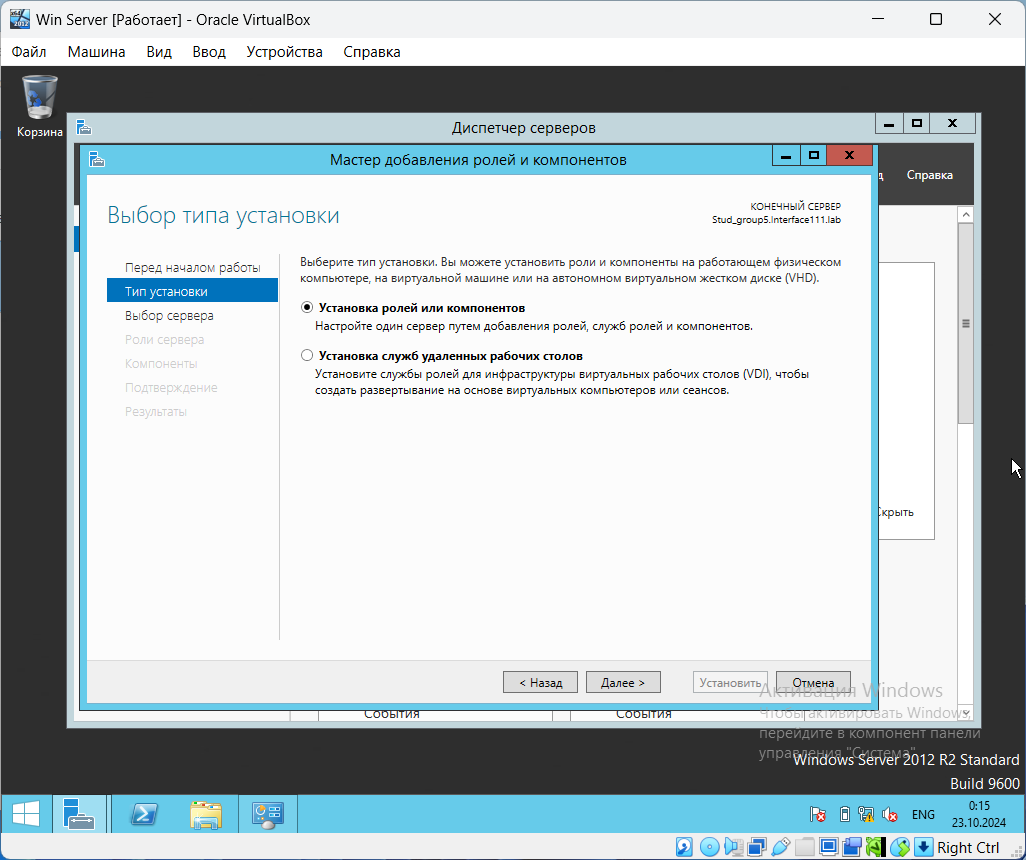 Win Server [Работает] - Oracle VirtualBox
Файл Машина Вид Ввод Устройства Справка
Корзина
Диспетчер серверов
Справка
Мастер добавления ролей и компонентов
Выбор типа установки
КОНЕЧНЫЙ СЕРВЕР
Stud_group5.Interface111.lab
Перед началом работы
Тип установки
Выбор сервера
Роли сервера
Компоненты
Подтверждение
Результаты
Выберите тип установки. Вы можете установить роли и компоненты на работающем физическом
компьютере, на виртуальной машине или на автономном виртуальном жестком диске (VHD).
Установка ролей или компонентов
Настройте один сервер путем добавления ролей, служб ролей и компонентов.
Установка служб удаленных рабочих столов
Установите службы ролей для инфраструктуры виртуальных рабочих столов (VDI), чтобы
создать развертывание на основе виртуальных компьютеров или сеансов.
Скрыть
< Назад
Далее >
Установить
Отмена
События
События
Активация Windows
Чтобы активировать Windows,
перейдите в компонент панели
управления "Система".
Windows Server 2012 R2 Standard
Build 9600
ENG
0:15
23.10.2024
Right Ctrl